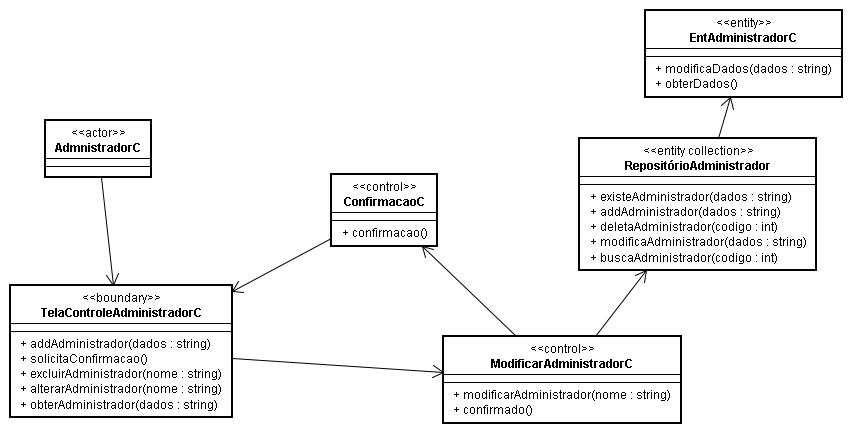 <<entity>>
EntAdministradorC
+ modificaDados(dados : string)
+ obterDados()
<<actor>>
AdmnistradorC
<<entity collection>>
RepositórioAdministrador
+ existeAdministrador(dados : string)
+ addAdministrador(dados : string)
+ deletaAdministrador(codigo : int)
+ modificaAdministrador(dados : string)
+ buscaAdministrador(codigo : int)
<<control>>
ConfirmacaoC
+ confirmacao()
<<boundary>>
TelaControleAdministradorC
+ addAdministrador(dados : string)
+ solicitaConfirmacao()
+ excluirAdministrador(nome : string)
+ alterarAdministrador(nome : string)
+ obterAdministrador(dados : string)
<<control>>
ModificarAdministradorC
+ modificarAdministrador(nome : string)
+ confirmado()